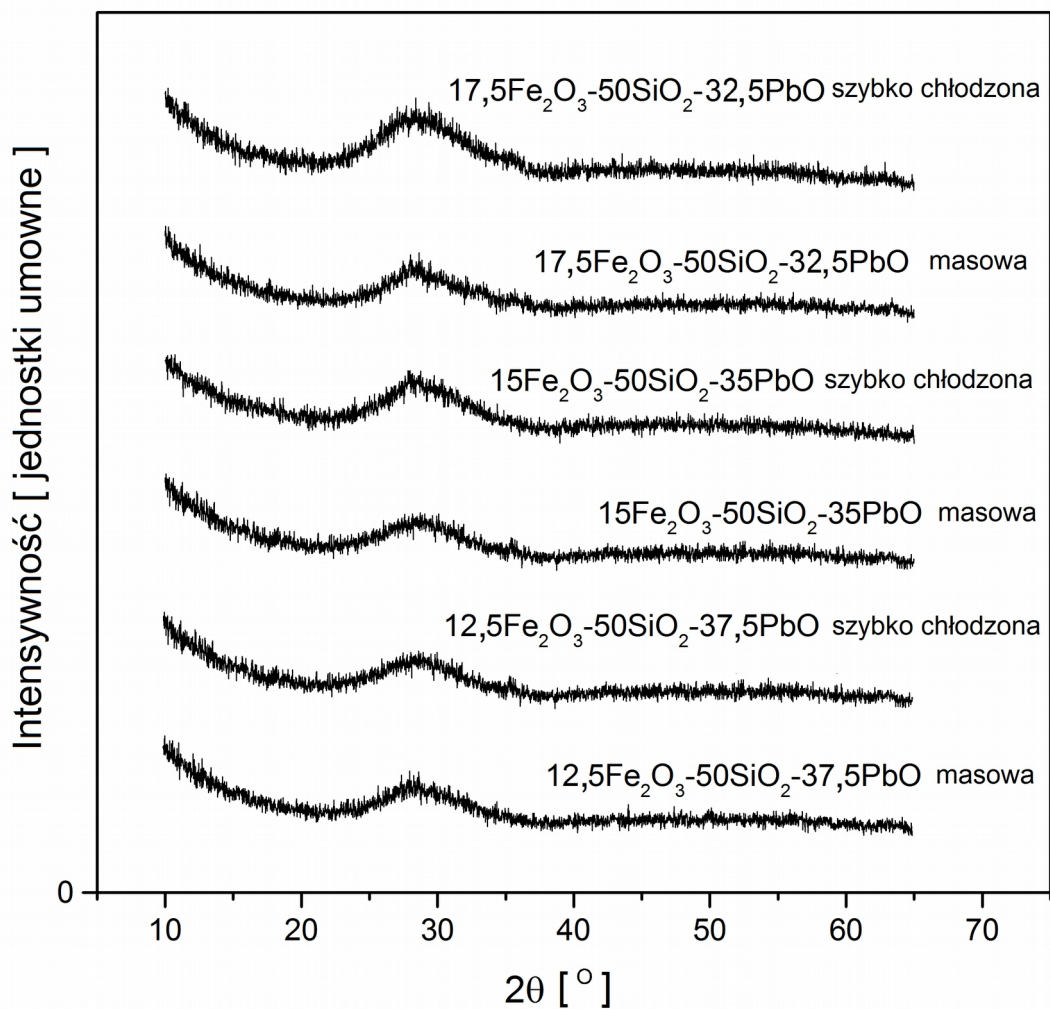 17,5Fe₂O₃-50SiO₂-32,5PbO szybko chłodzona
17,5Fe₂O₃-50SiO₂-32,5PbO masowa
15Fe₂O₃-50SiO₂-35PbO szybko chłodzona
15Fe₂O₃-50SiO₂-35PbO masowa
12,5Fe₂O₃-50SiO₂-37,5PbO szybko chłodzona
12,5Fe₂O₃-50SiO₂-37,5PbO masowa
Intensywność [ jednostki umowne ]
0
10 20 30 40 50 60 70
2θ [ ᴼ ]